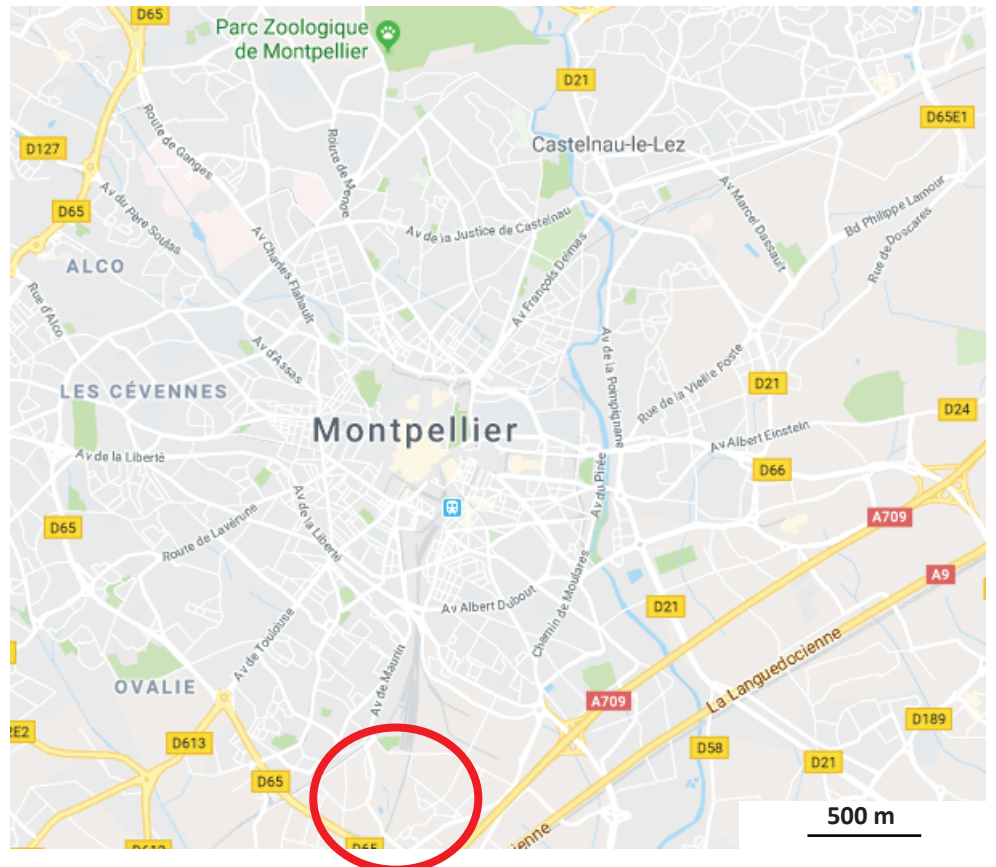 D65
Parc Zoologique
de Montpellier
D21
D65E1
Castelnau-le-Lez
D127
Route de Ganges
Av Marcel Dassault
Bd Philippe Lamour
D65
Av du Père Soulas
Av de la Justice de Castelnau
Rue de Doscares
ALCO
Av Charles Flahault
Av François Delmas
Rue d'Alco
Av d'Assas
Av de la Pompignane
Rue de la Vieille Poste
LES CÉVENNES
D21
D24
Montpellier
Av Albert Einstein
Av de la Liberté
D66
Av du Pirée
D65
Av de la Liberté
A709
Route de Lavérune
A9
Av Albert Dubout
Chemin de Moulares
D21
Av de Toulouse
Av de Maurin
La Languedocienne
OVALIE
A709
D189
D613
D58
D21
D65
500 m
D65